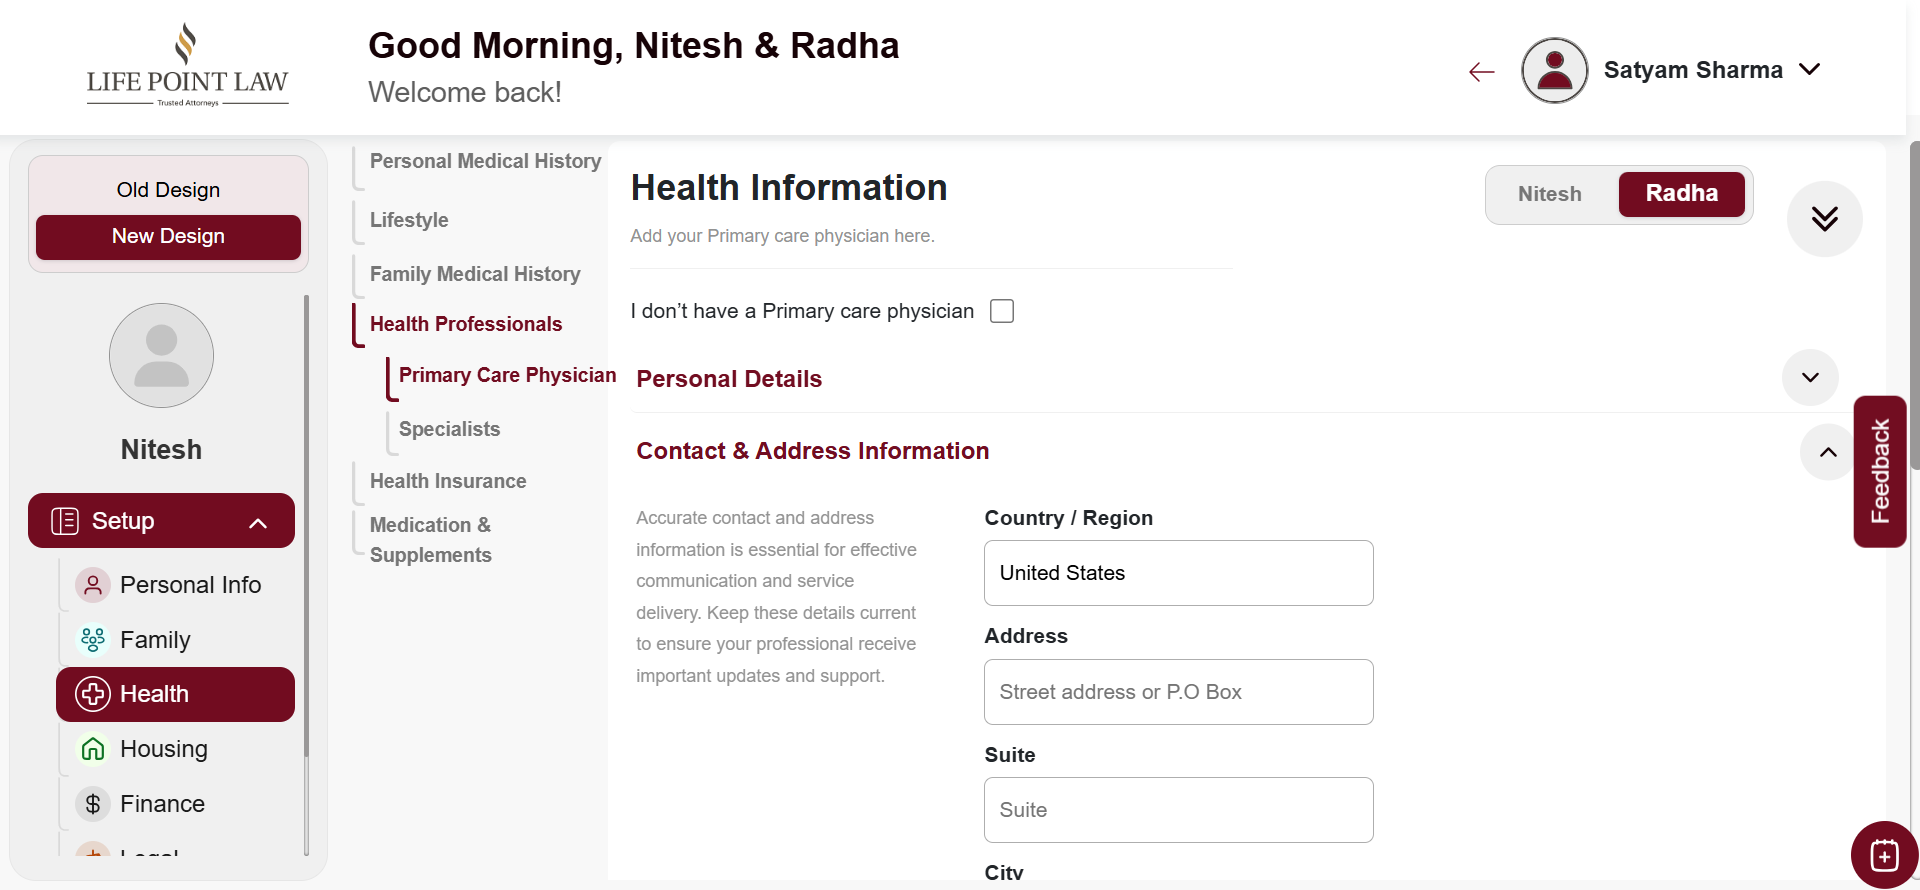 LIFE POINT LAW
Trusted Attorneys
Good Morning, Nitesh & Radha
Welcome back!
Satyam Sharma
Old Design
New Design
Nitesh
Setup
Personal Info
Family
Health
Housing
Finance
Legal
Personal Medical History
Lifestyle
Family Medical History
Health Professionals
Primary Care Physician
Specialists
Health Insurance
Medication &
Supplements
Health Information
Add your Primary care physician here.
Nitesh
Radha
I don’t have a Primary care physician
Personal Details
Contact & Address Information
Accurate contact and address
information is essential for effective
communication and service
delivery. Keep these details current
to ensure your professional receive
important updates and support.
Country / Region
United States
Address
Street address or P.O Box
Suite
Suite
City
Feedback